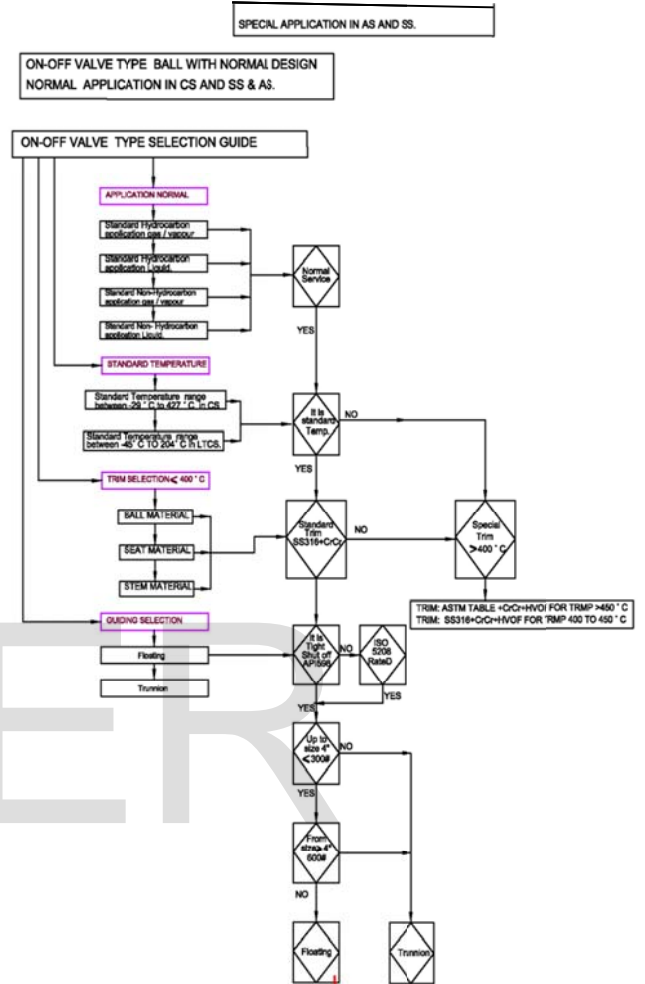 SPECIAL APPLICATION IN AS AND SS.
ON-OFF VALVE TYPE BALL WITH NORMAL DESIGN
NORMAL APPLICATION IN CS AND SS & AS.
ON-OFF VALVE TYPE SELECTION GUIDE
APPLICATION NORMAL
Standard Hydrocarbon
application gas / vapour
Standard Hydrocarbon
application Liquid.
Standard Non-Hydrocarbon
application gas / vapour
Standard Non- Hydrocarbon
application Liquid.
Normal
Service
YES
STANDARD TEMPERATURE
Standard Temperature range
between -29 ° C to 427 ° C in CS
Standard Temperature range
between -45° C TO 204° C in LTCS.
It is
standard
Temp.
NO
YES
TRIM SELECTION ≤ 400 ° C
BALL MATERIAL
SEAT MATERIAL
STEM MATERIAL
Standard
Trim
SS316+CrCr
NO
Special
Trim
>400 ° C
TRIM: ASTM TABLE +CrCr+HVOI FOR TRMP >450 ° C
TRIM: SS316+CrCr+HVOF FOR TRMP 400 TO 450 ° C
GUIDING SELECTION
Floating
Trunnion
It is
Tight
Shut off
API598
NO
ISO
5208
RateD
YES
YES
Up to
size 4"
≤300#
NO
YES
From
size≥ 4"
600#
NO
Floating
Trunnion
ER